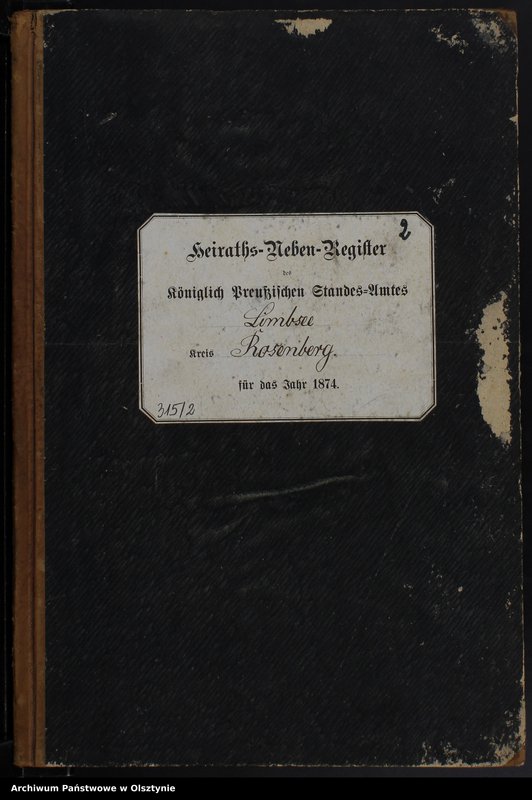 2
Heiraths-Neben-Register
des
Königlich Preußischen Standes-Amtes
Limbsee
Kreis Rosenberg.
für das Jahr 1874.
315/2
Archiwum Państwowe w Olsztynie